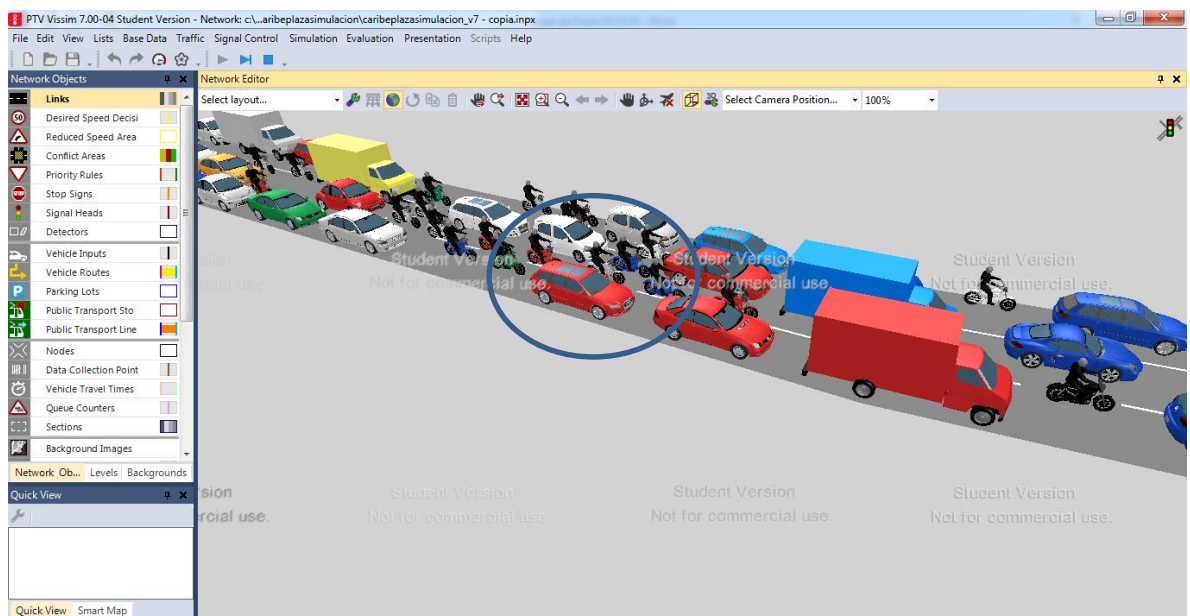 PTV Vissim 7.00-04 Student Version - Network: c:\...aribeplazasimulacion\caribeplazasimulacion_v7 - copia.inpx
File Edit View Lists Base Data Traffic Signal Control Simulation Evaluation Presentation Scripts Help
Network Objects
Network Editor
Select layout...
Select Camera Position...
100%
Links
50
Desired Speed Decisi
Reduced Speed Area
Conflict Areas
Priority Rules
STOP
Stop Signs
Signal Heads
Detectors
Vehicle Inputs
Vehicle Routes
P
Parking Lots
Public Transport Sto
Public Transport Line
Nodes
Data Collection Point
Vehicle Travel Times
Queue Counters
Sections
Background Images
Network Ob... Levels Backgrounds
Quick View
Quick View Smart Map
Student Version
Not for commercial use.
Student Version
Not for commercial use.
Student Version
Not for commercial use.
sion
rcial use.
Student Version
Not for commercial use
Student Version
Not for commercial use
Student Version
Not for commercial use.